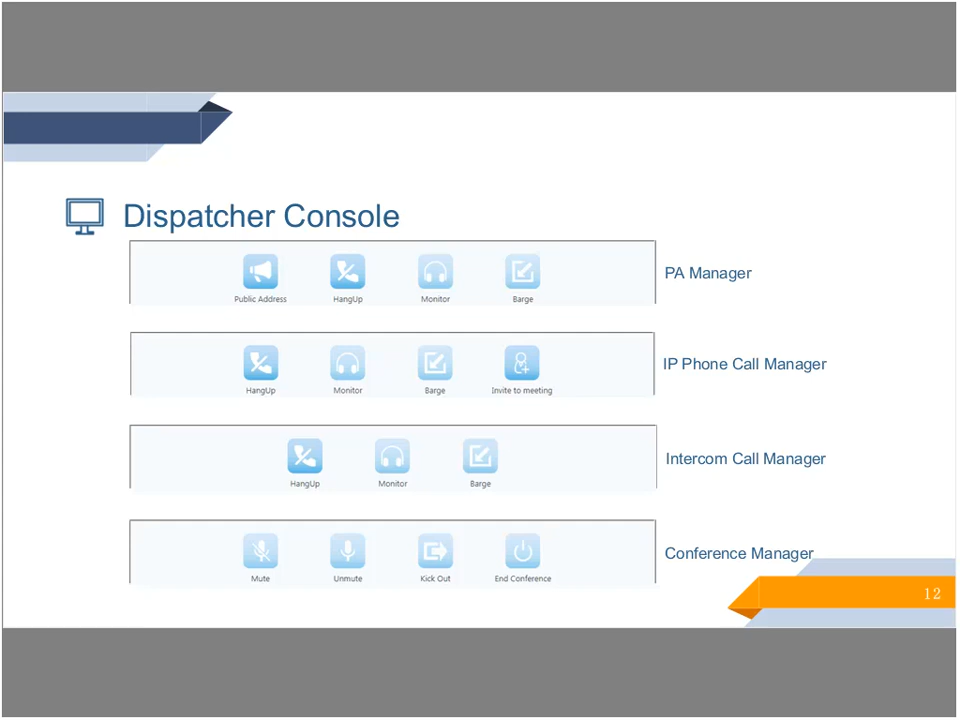 Dispatcher Console
Public Address HangUp Monitor Barge
PA Manager
HangUp Monitor Barge Invite to meeting
IP Phone Call Manager
HangUp Monitor Barge
Intercom Call Manager
Mute Unmute Kick Out End Conference
Conference Manager
12